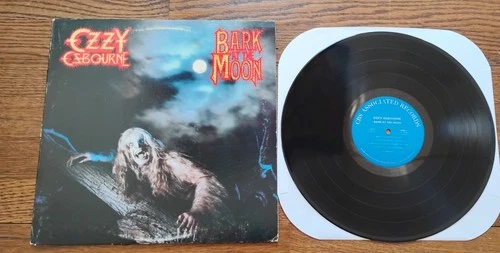 OZZY
OSBOURNE
BARK
AT THE
MOON
CBS ASSOCIATED RECORDS
OZZY OSBOURNE
BARK AT THE MOON